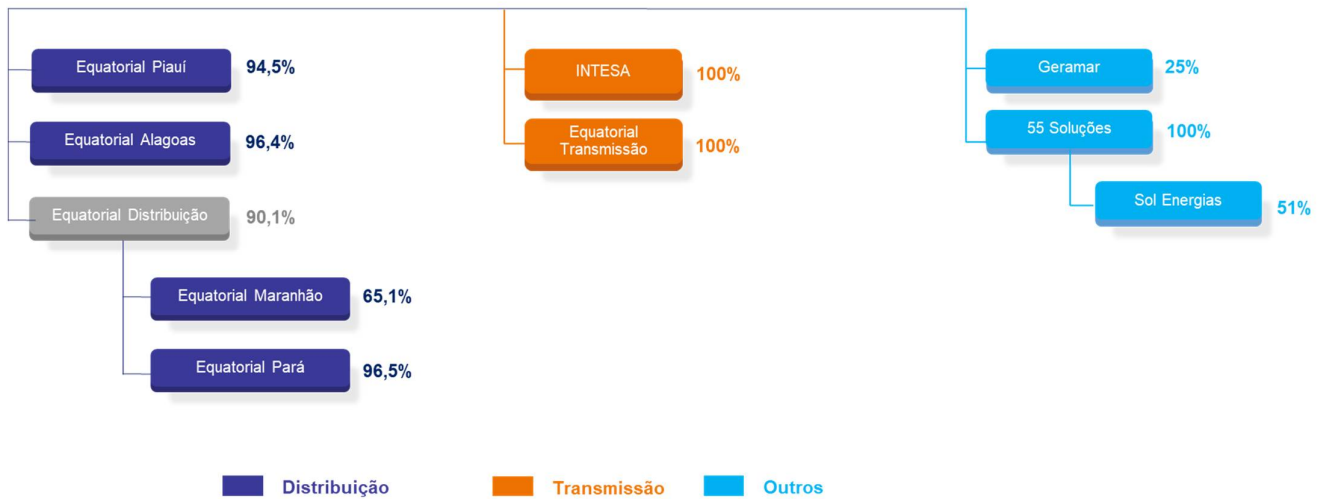 Equatorial Piauí
94,5%
Equatorial Alagoas
96,4%
Equatorial Distribuição
90,1%
Equatorial Maranhão
65,1%
Equatorial Pará
96,5%
INTESA
100%
Equatorial
Transmissão
100%
Geramar
25%
55 Soluções
100%
Sol Energias
51%
Distribuição
Transmissão
Outros